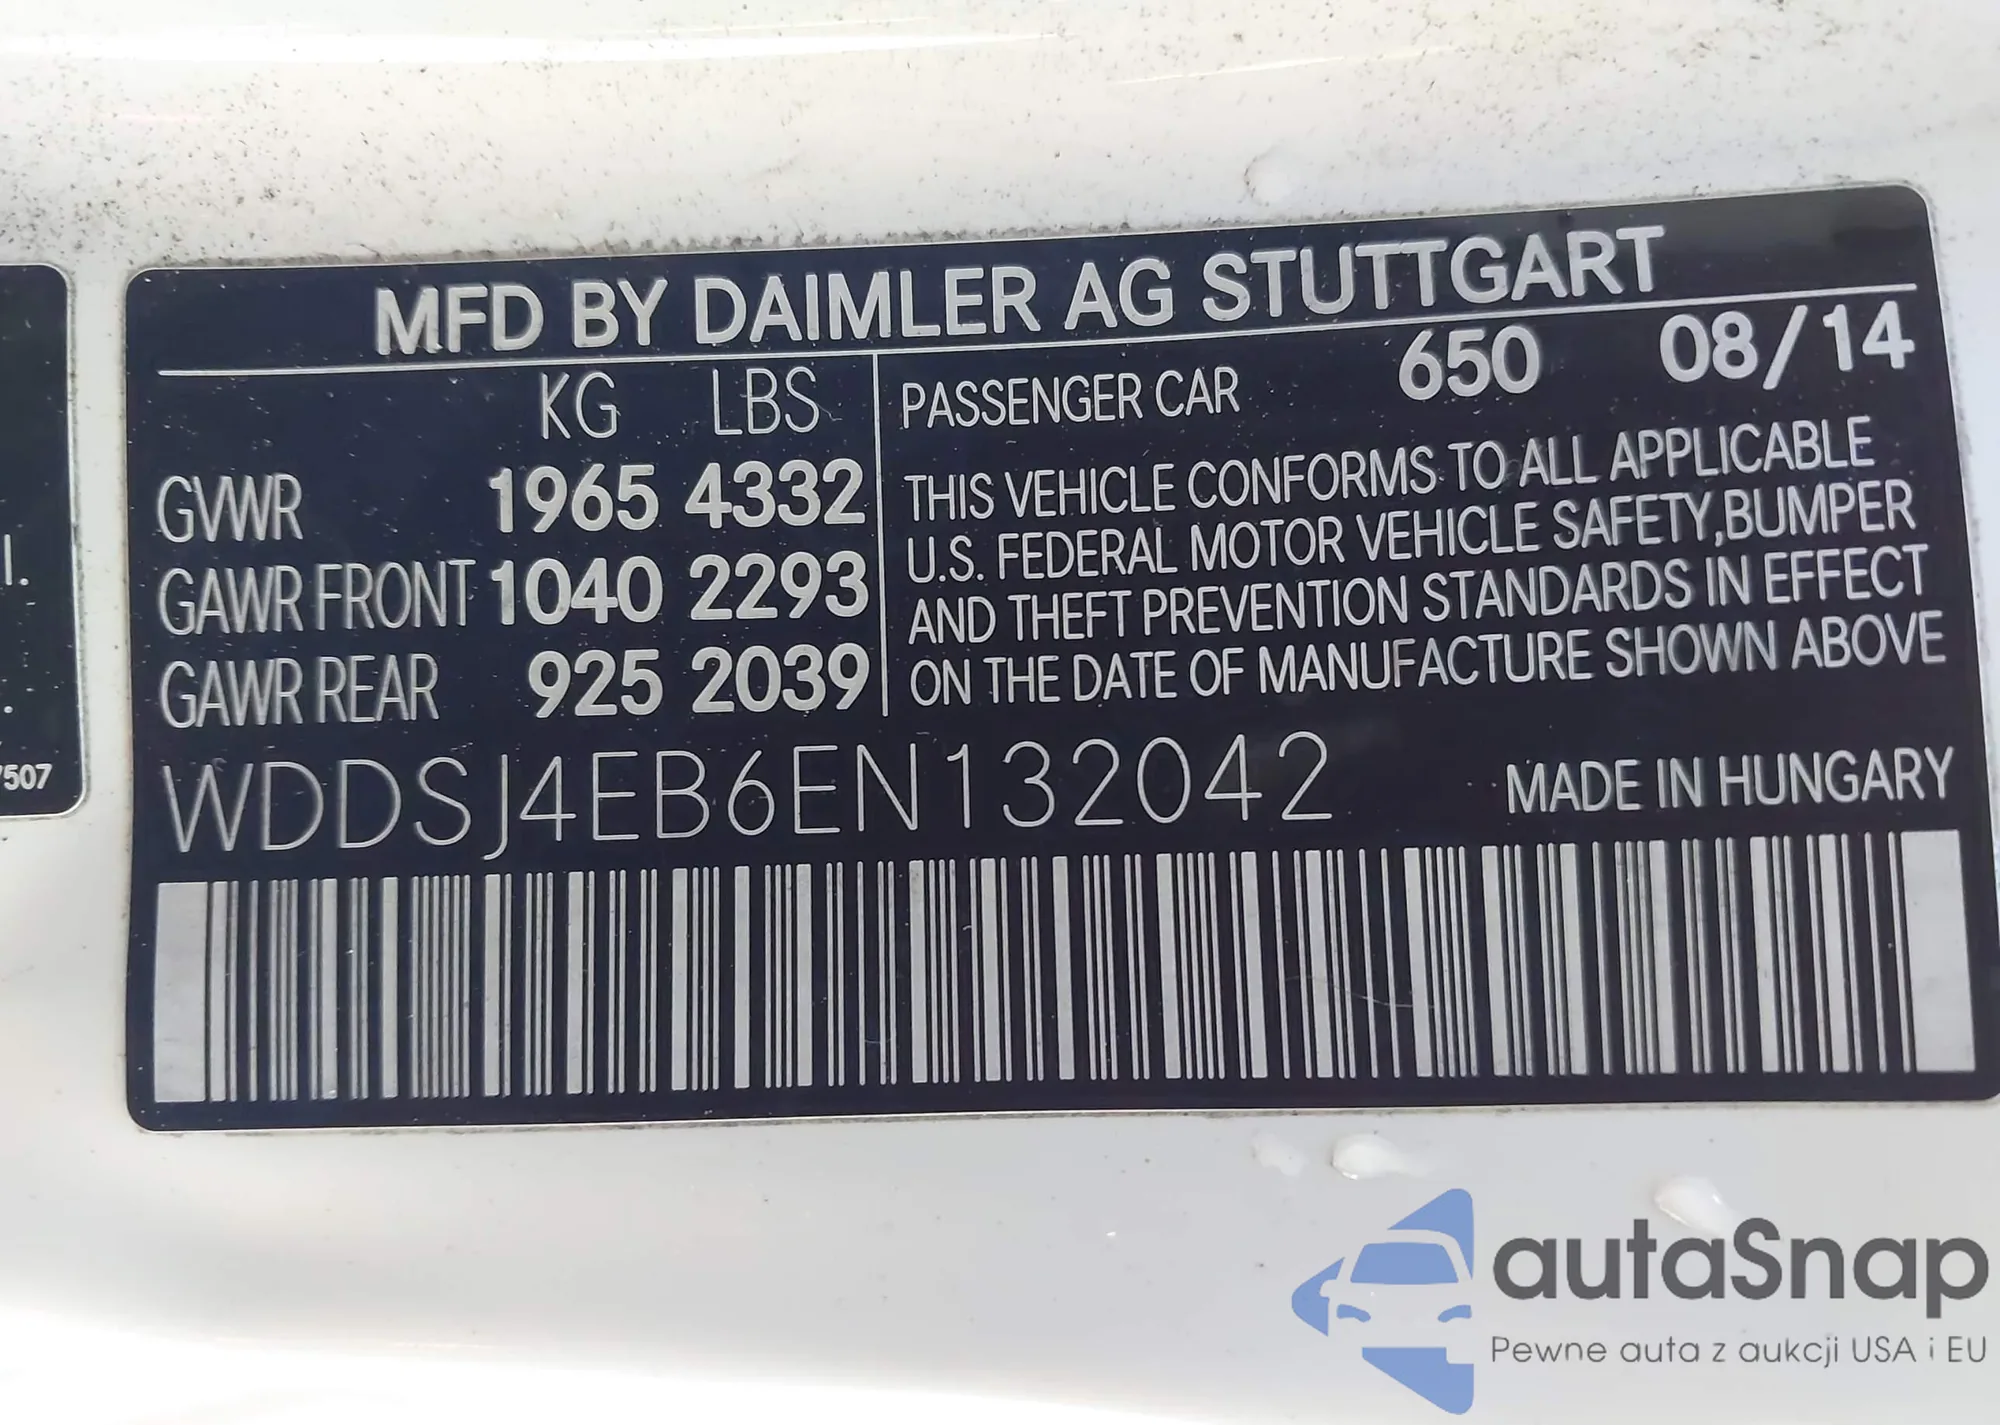 MFD BY DAIMLER AG STUTTGART
KG LBS
GVWR 1965 4332
GAWR FRONT 1040 2293
GAWR REAR 925 2039
PASSENGER CAR 650 08/14
THIS VEHICLE CONFORMS TO ALL APPLICABLE
U.S. FEDERAL MOTOR VEHICLE SAFETY,BUMPER
AND THEFT PREVENTION STANDARDS IN EFFECT
ON THE DATE OF MANUFACTURE SHOWN ABOVE
WDDSJ4EB6EN132042 MADE IN HUNGARY
7507
autaSnap
Pewne auta z aukcji USA i EU